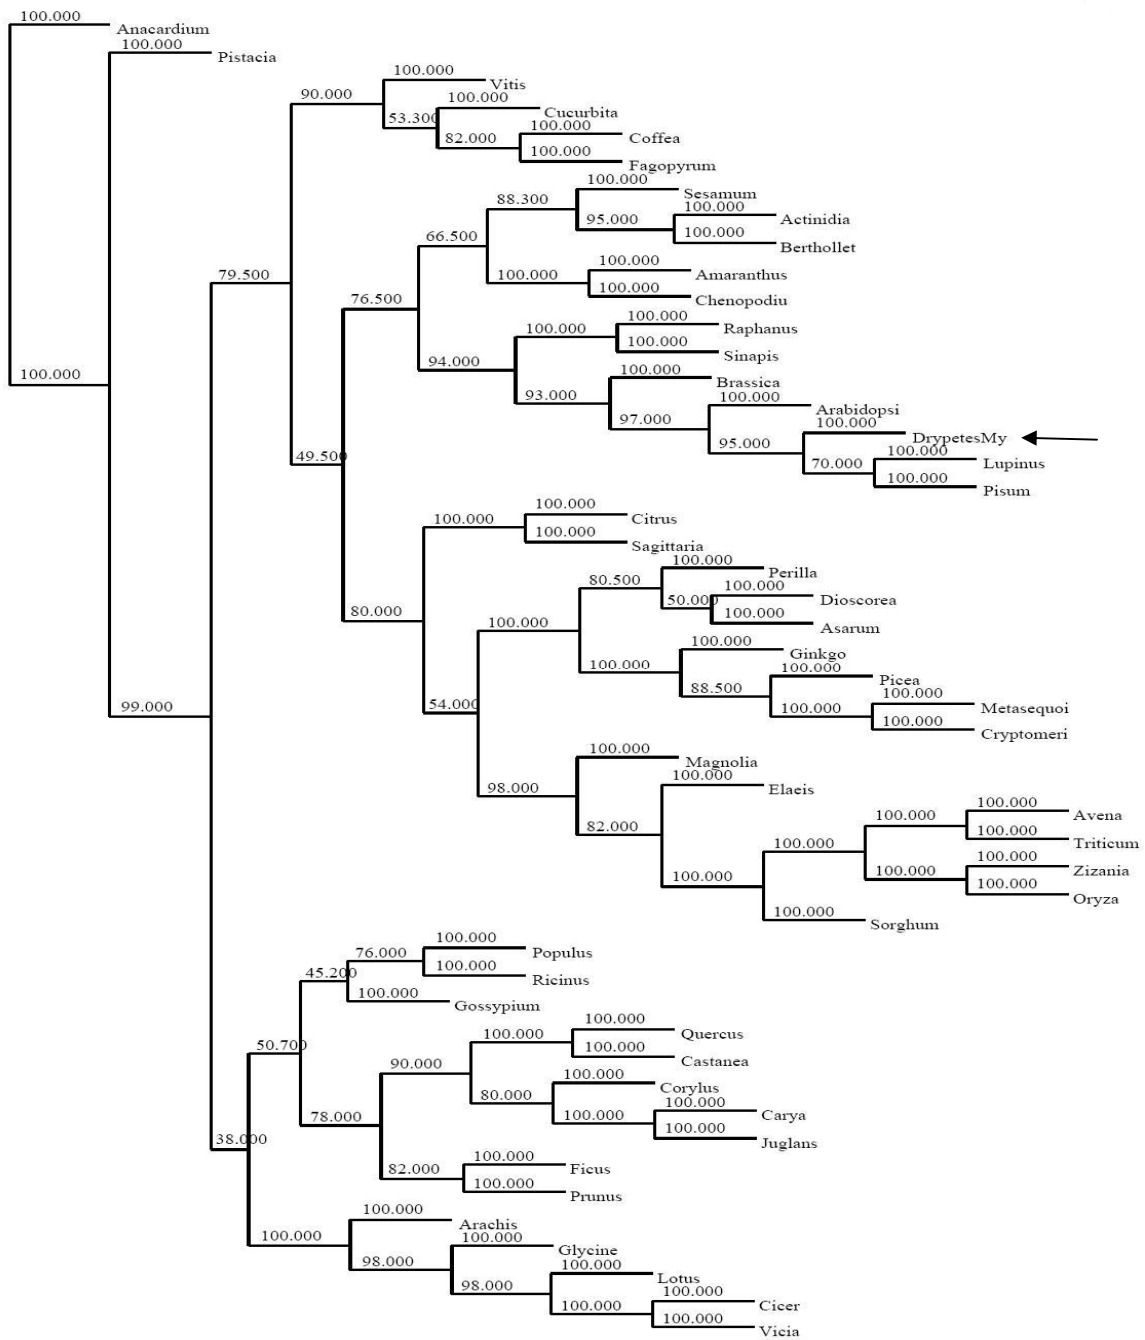 100.000
Anacardium
100.000
Pistacia
100.000
Vitis
90.000
100.000
Cucurbita
53.300
100.000
Coffea
82.000
100.000
Fagopyrum
100.000
Sesamum
88.300
100.000
Actinidia
95.000
100.000
Berthollet
66.500
100.000
Amaranthus
100.000
100.000
Chenopodiu
79.500
76.500
100.000
Raphanus
100.000
100.000
Sinapis
94.000
100.000
Brassica
100.000
93.000
100.000
Arabidopsi
97.000
100.000
DrypetesMy
95.000
100.000
Lupinus
49.500
70.000
100.000
Pisum
100.000
Citrus
100.000
100.000
Sagittaria
100.000
Perilla
80.500
100.000
Dioscorea
50.000
100.000
Asarum
80.000
100.000
100.000
Ginkgo
100.000
100.000
Picea
88.500
100.000
Metasequoi
99.000
54.000
100.000
100.000
Cryptomeri
100.000
Magnolia
100.000
Elaeis
98.000
100.000
Avena
100.000
82.000
100.000
Triticum
100.000
100.000
Zizania
100.000
100.000
100.000
Oryza
100.000
Sorghum
100.000
Populus
76.000
100.000
Ricinus
45.200
100.000
Gossypium
100.000
Quercus
100.000
50.700
100.000
Castanea
90.000
100.000
Corylus
80.000
100.000
Carya
78.000
100.000
100.000
Juglans
38.000
100.000
Ficus
82.000
100.000
Prunus
100.000
Arachis
100.000
100.000
Glycine
98.000
100.000
Lotus
98.000
100.000
Cicer
100.000
100.000
Vicia